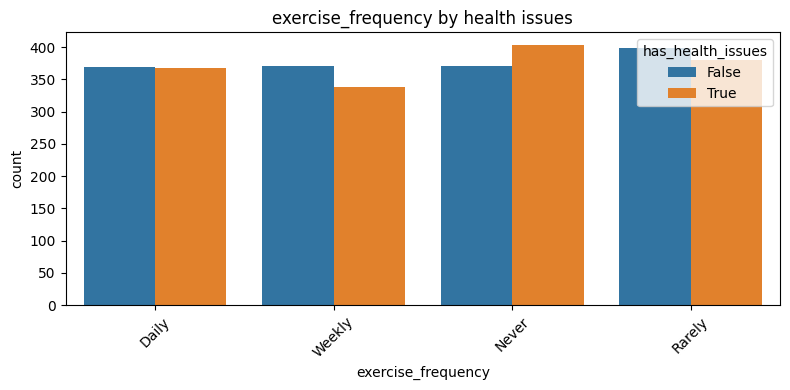 exercise_frequency by health issues
has_health_issues
False
True
count
400
350
300
250
200
150
100
50
0
Daily
Weekly
Never
Rarely
exercise_frequency